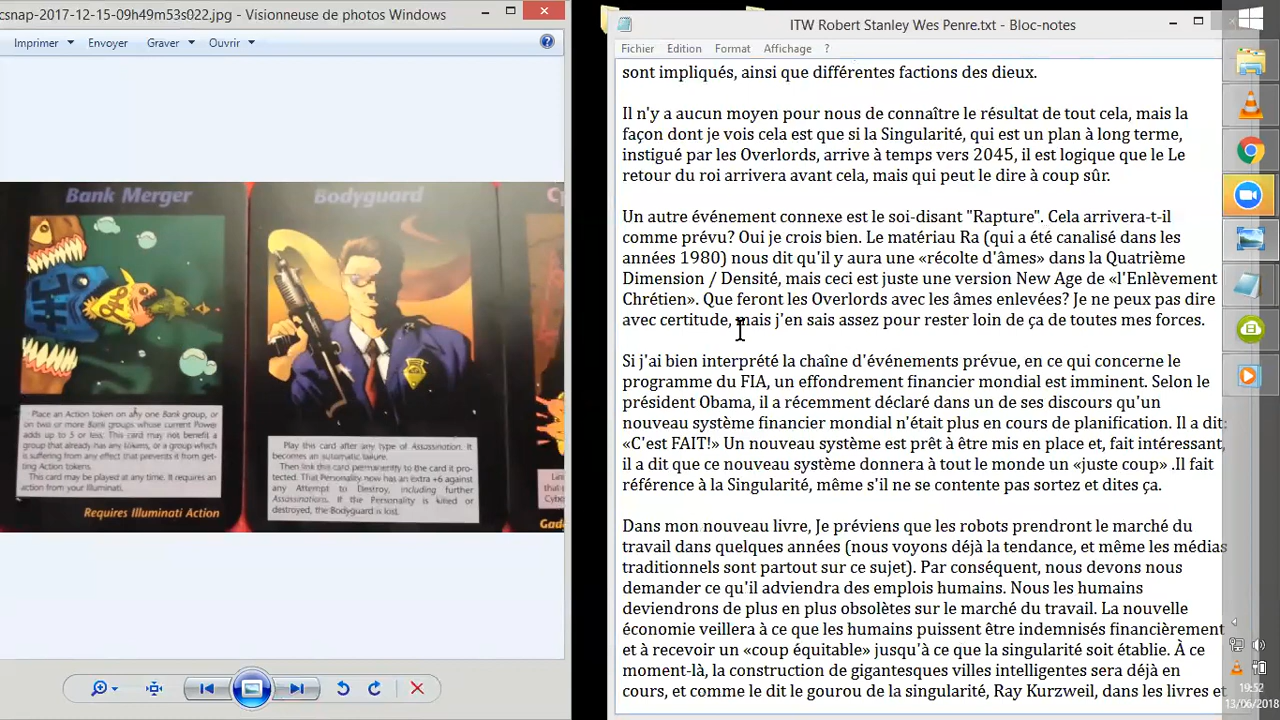 csnap-2017-12-15-09h49m53s022.jpg - Visionneuse de photos Windows
Imprimer Envoyer Graver Ouvrir
Bank Merger
Place an Action token on any one Bank group, or
on two or more Bank groups whose current Power
adds up to 5 or less. This card may not benefit a
group that already has any tokens, or a group which
is suffering from any effect that prevents it from get-
ting Action tokens.
This card may be played at any time. It requires an
action from your Illuminati.
Requires Illuminati Action
Bodyguard
Play this card after any type of Assassination. It
becomes an automatic failure.
Then link this card permanently to the card it pro-
tected. That Personality now has an extra +6 against
any Attempt to Destroy, including further
Assassinations. If the Personality is killed or
destroyed, the Bodyguard is lost.
ITW Robert Stanley Wes Penre.txt - Bloc-notes
Fichier Edition Format Affichage ?
sont impliqués, ainsi que différentes factions des dieux.
Il n'y a aucun moyen pour nous de connaître le résultat de tout cela, mais la
façon dont je vois cela est que si la Singularité, qui est un plan à long terme,
instigué par les Overlords, arrive à temps vers 2045, il est logique que le Le
retour du roi arrivera avant cela, mais qui peut le dire à coup sûr.
Un autre événement connexe est le soi-disant "Rapture". Cela arrivera-t-il
comme prévu? Oui je crois bien. Le matériau Ra (qui a été canalisé dans les
années 1980) nous dit qu'il y aura une «récolte d'âmes» dans la Quatrième
Dimension / Densité, mais ceci est juste une version New Age de «l'Enlèvement
Chrétien». Que feront les Overlords avec les âmes enlevées? Je ne peux pas dire
avec certitude, mais j'en sais assez pour rester loin de ça de toutes mes forces.
Si j'ai bien interprété la chaîne d'événements prévue, en ce qui concerne le
programme du FIA, un effondrement financier mondial est imminent. Selon le
président Obama, il a récemment déclaré dans un de ses discours qu'un
nouveau système financier mondial n'était plus en cours de planification. Il a dit:
«C'est FAIT!» Un nouveau système est prêt à être mis en place et, fait intéressant,
il a dit que ce nouveau système donnera à tout le monde un «juste coup» .Il fait
référence à la Singularité, même s'il ne se contente pas sortez et dites ça.
Dans mon nouveau livre, Je préviens que les robots prendront le marché du
travail dans quelques années (nous voyons déjà la tendance, et même les médias
traditionnels sont partout sur ce sujet). Par conséquent, nous devons nous
demander ce qu'il adviendra des emplois humains. Nous les humains
deviendrons de plus en plus obsolètes sur le marché du travail. La nouvelle
économie veillera à ce que les humains puissent être indemnisés financièrement
et à recevoir un «coup équitable» jusqu'à ce que la singularité soit établie. À ce
moment-là, la construction de gigantesques villes intelligentes sera déjà en
cours, et comme le dit le gourou de la singularité, Ray Kurzweil, dans les livres et
19:52
13/06/2018